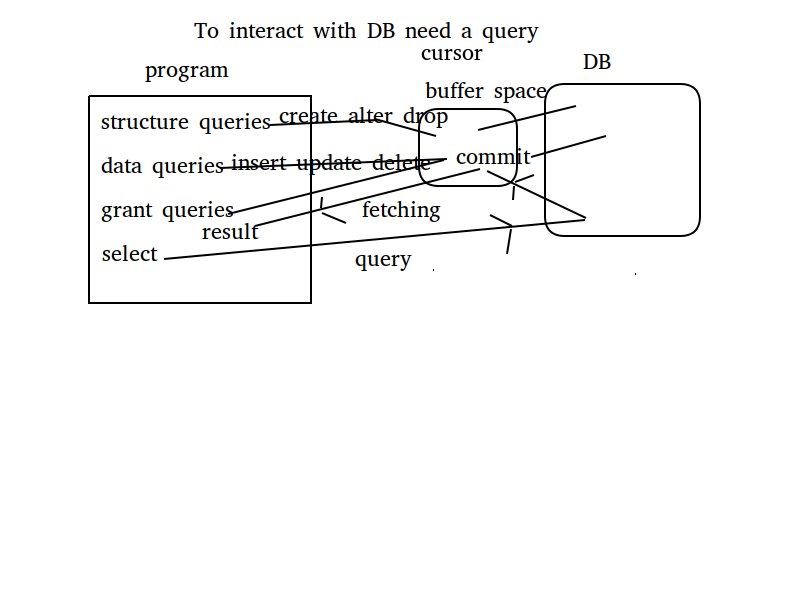 To interact with DB need a query
cursor
program
DB
buffer space
structure queries
create alter drop
data queries
insert update delete
commit
grant queries
fetching
result
select
query